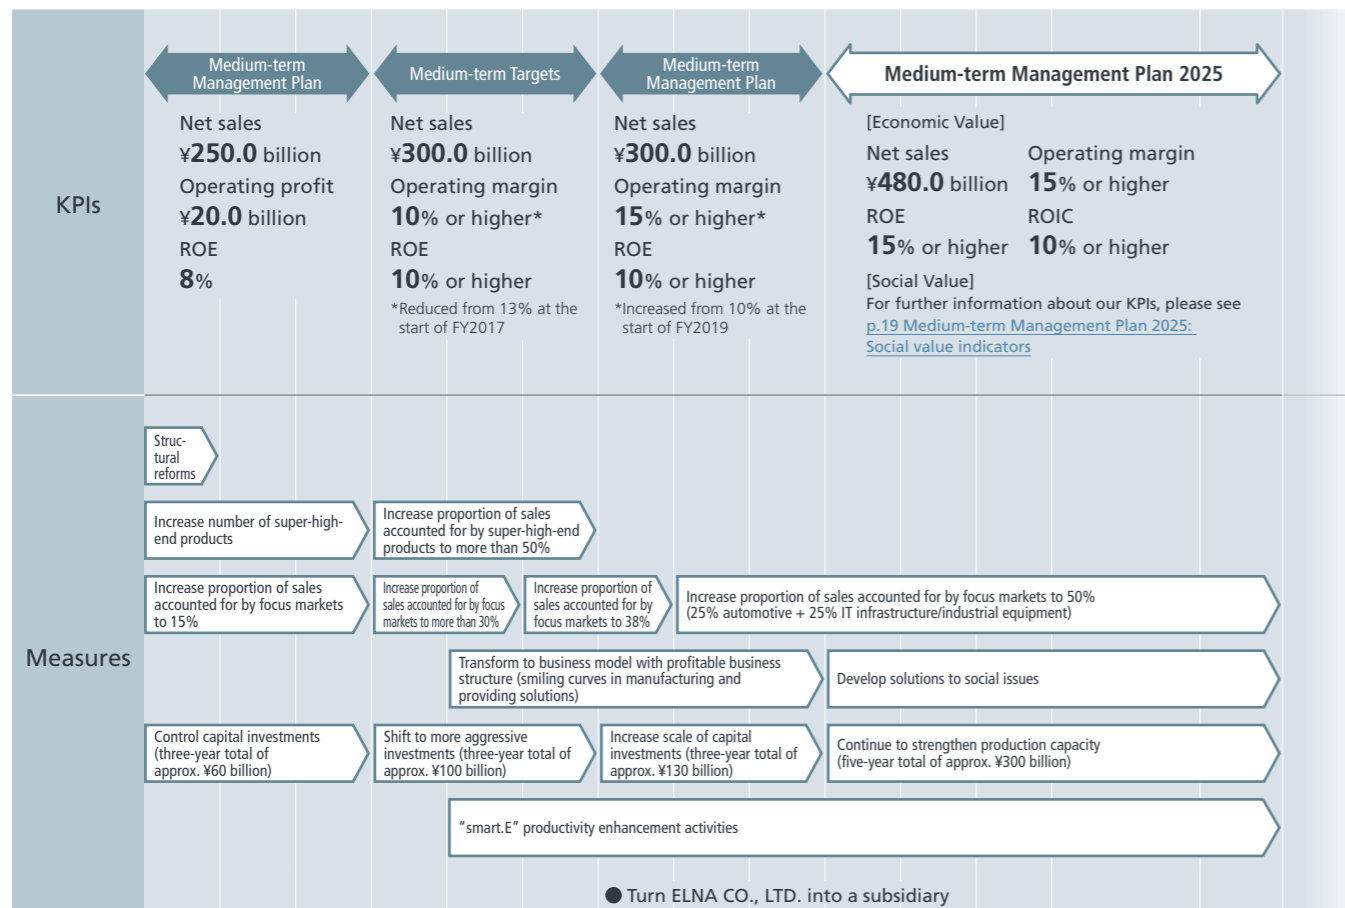 KPIs
Medium-term
Management Plan
Net sales
¥250.0 billion
Operating profit
¥20.0 billion
ROE
8%
Medium-term Targets
Net sales
¥300.0 billion
Operating margin
10% or higher*
ROE
10% or higher
*Reduced from 13% at the
start of FY2017
Medium-term
Management Plan
Net sales
¥300.0 billion
Operating margin
15% or higher*
ROE
10% or higher
*Increased from 10% at the
start of FY2019
Medium-term Management Plan 2025
[Economic Value]
Net sales
¥480.0 billion
Operating margin
15% or higher
ROE
15% or higher
ROIC
10% or higher
[Social Value]
For further information about our KPIs, please see
p.19 Medium-term Management Plan 2025:
Social value indicators
Measures
Struc-
tural
reforms
Increase number of super-high-
end products
Increase proportion of sales
accounted for by super-high-end
products to more than 50%
Increase proportion of sales
accounted for by focus markets
to 15%
Increase proportion of
sales accounted for by focus
markets to more than 30%
Increase proportion of
sales accounted for by
focus markets to 38%
Increase proportion of sales accounted for by focus markets to 50%
(25% automotive + 25% IT infrastructure/industrial equipment)
Transform to business model with profitable business
structure (smiling curves in manufacturing and
providing solutions)
Develop solutions to social issues
Control capital investments
(three-year total of
approx. ¥60 billion)
Shift to more aggressive
investments (three-year total of
approx. ¥100 billion)
Increase scale of capital
investments (three-year total of
approx. ¥130 billion)
Continue to strengthen production capacity
(five-year total of approx. ¥300 billion)
“smart.E” productivity enhancement activities
● Turn ELNA CO., LTD. into a subsidiary